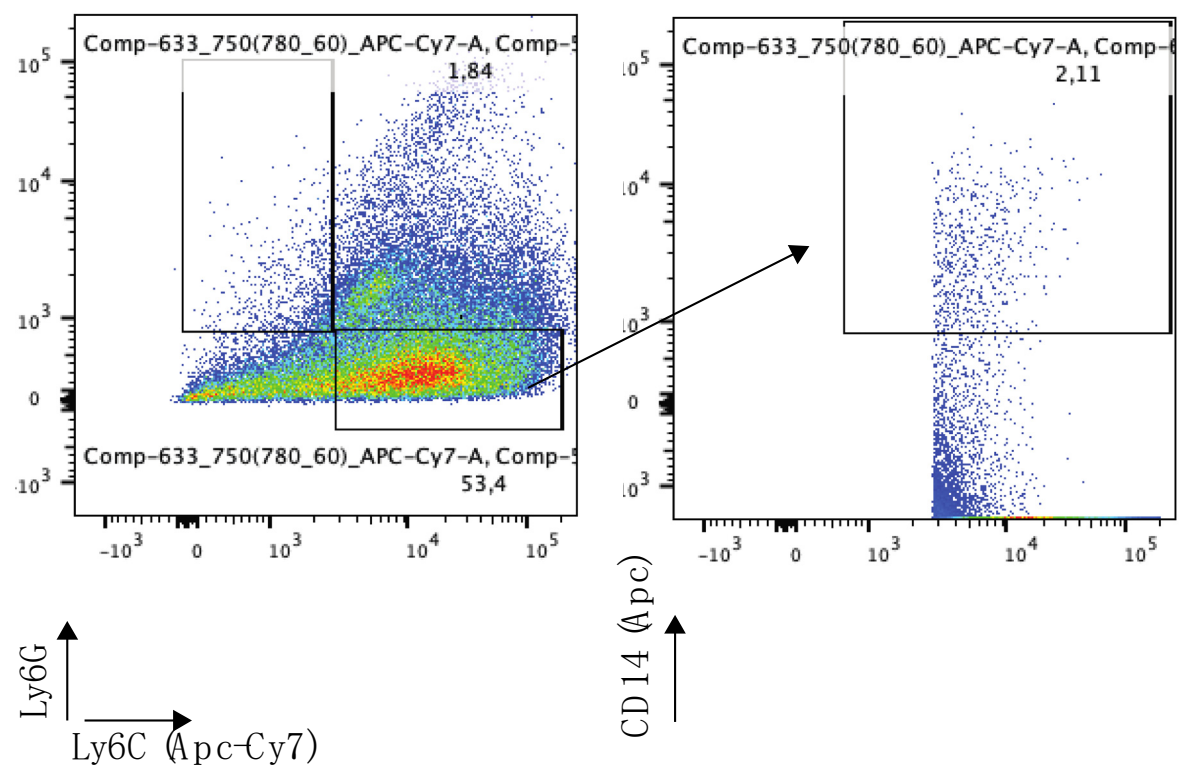 Comp-633_750(780_60)_APC-Cy7-A, Comp-5
1,84
10^5
10^4
10^3
0
-10^3
Comp-633_750(780_60)_APC-Cy7-A, Comp-5
53,4
-10^3 0 10^3 10^4 10^5
Comp-633_750(780_60)_APC-Cy7-A, Comp-6
2,11
10^5
10^4
10^3
0
10^3
-10^3 0 10^3 10^4 10^5
Ly6G
Ly6C (Apc-Cy7)
CD14 (Apc)